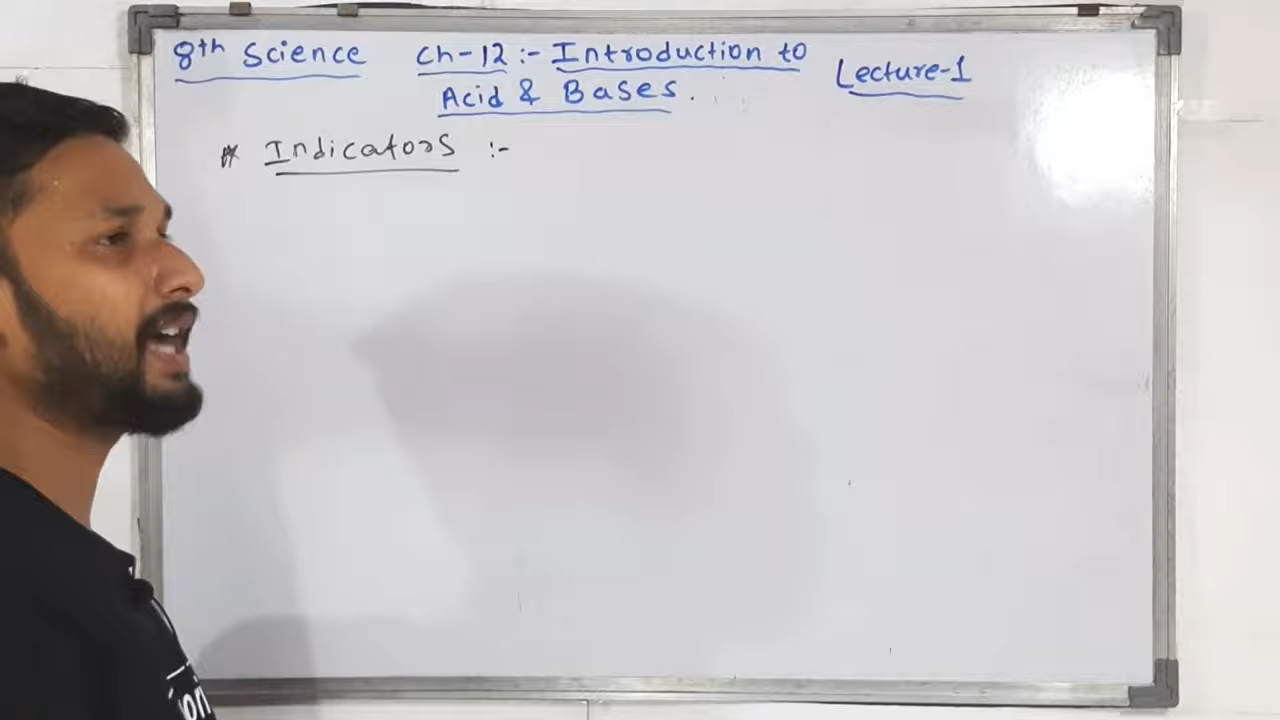 8th Science Ch-12 :- Introduction to Lecture-1
Acid & Bases.
* Indicators :-